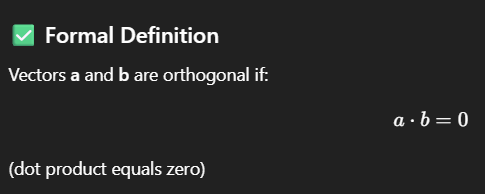 ✅ Formal Definition
Vectors a and b are orthogonal if:
a · b = 0
(dot product equals zero)